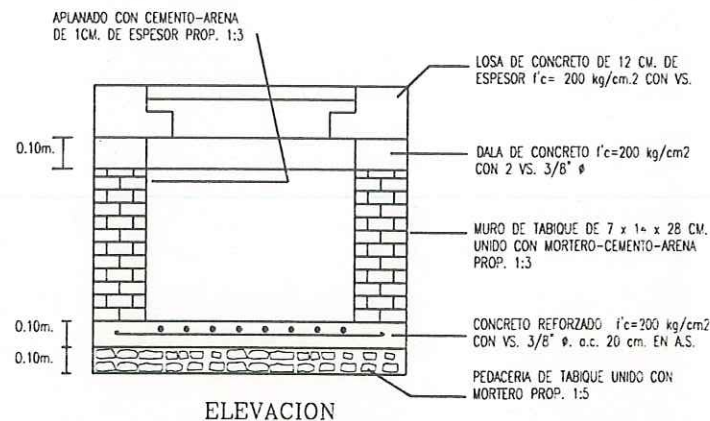 APLANADO CON CEMENTO-ARENA
DE 1CM. DE ESPESOR PROP. 1:3
LOSA DE CONCRETO DE 12 CM. DE
ESPESOR f'c= 200 kg/cm.2 CON VS.
0.10m.
DALA DE CONCRETO f'c=200 kg/cm2
CON 2 VS. 3/8" ø
MURO DE TABIQUE DE 7 x 14 x 28 CM.
UNIDO CON MORTERO-CEMENTO-ARENA
PROP. 1:3
0.10m.
CONCRETO REFORZADO f'c=200 kg/cm2
CON VS. 3/8" ø. a.c. 20 cm. EN A.S.
0.10m.
PEDACERIA DE TABIQUE UNIDO CON
MORTERO PROP. 1:5
ELEVACION